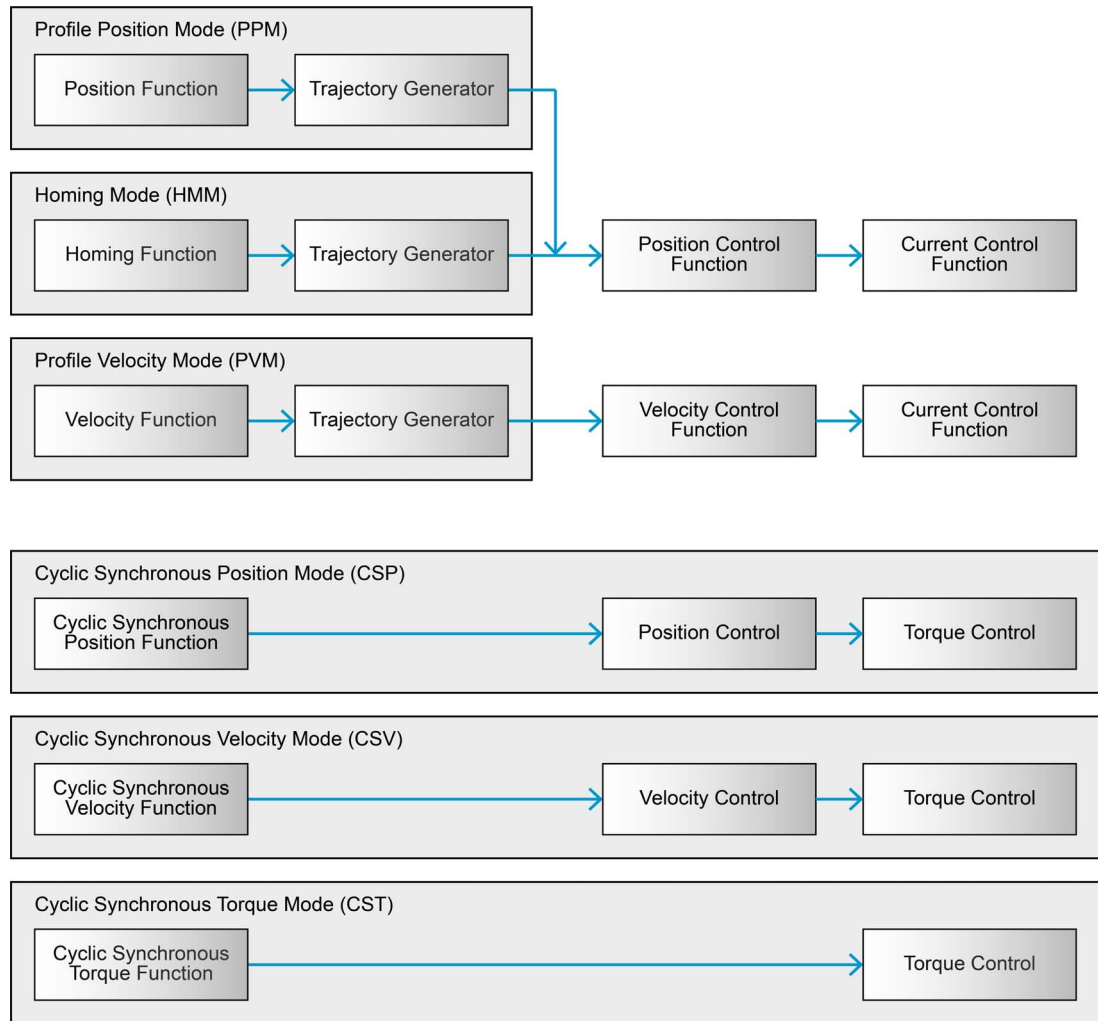 Profile Position Mode (PPM)
Position Function
Trajectory Generator
Homing Mode (HMM)
Homing Function
Trajectory Generator
Position Control
Function
Current Control
Function
Profile Velocity Mode (PVM)
Velocity Function
Trajectory Generator
Velocity Control
Function
Current Control
Function
Cyclic Synchronous Position Mode (CSP)
Cyclic Synchronous
Position Function
Position Control
Torque Control
Cyclic Synchronous Velocity Mode (CSV)
Cyclic Synchronous
Velocity Function
Velocity Control
Torque Control
Cyclic Synchronous Torque Mode (CST)
Cyclic Synchronous
Torque Function
Torque Control